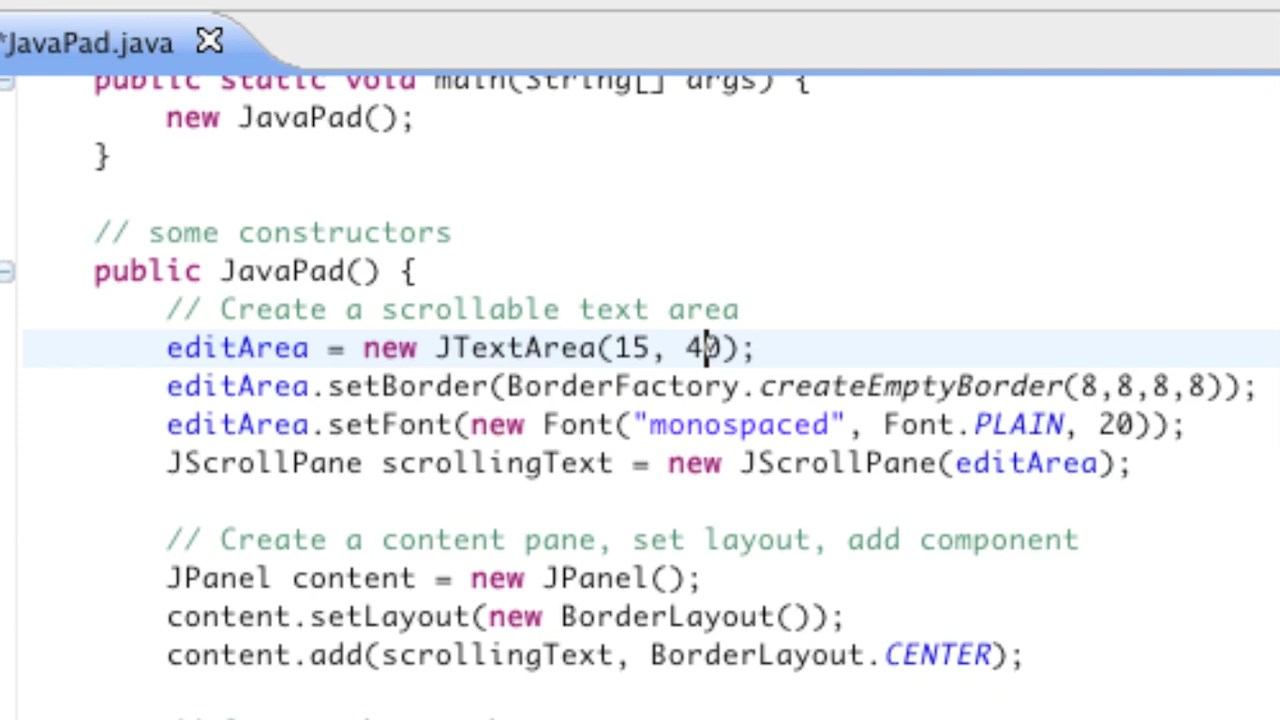 *JavaPad.java
public static void main(String[] args) {
new JavaPad();
}
// some constructors
public JavaPad() {
// Create a scrollable text area
editArea = new JTextArea(15, 40);
editArea.setBorder(BorderFactory.createEmptyBorder(8,8,8,8));
editArea.setFont(new Font("monospaced", Font.PLAIN, 20));
JScrollPane scrollingText = new JScrollPane(editArea);
// Create a content pane, set layout, add component
JPanel content = new JPanel();
content.setLayout(new BorderLayout());
content.add(scrollingText, BorderLayout.CENTER);